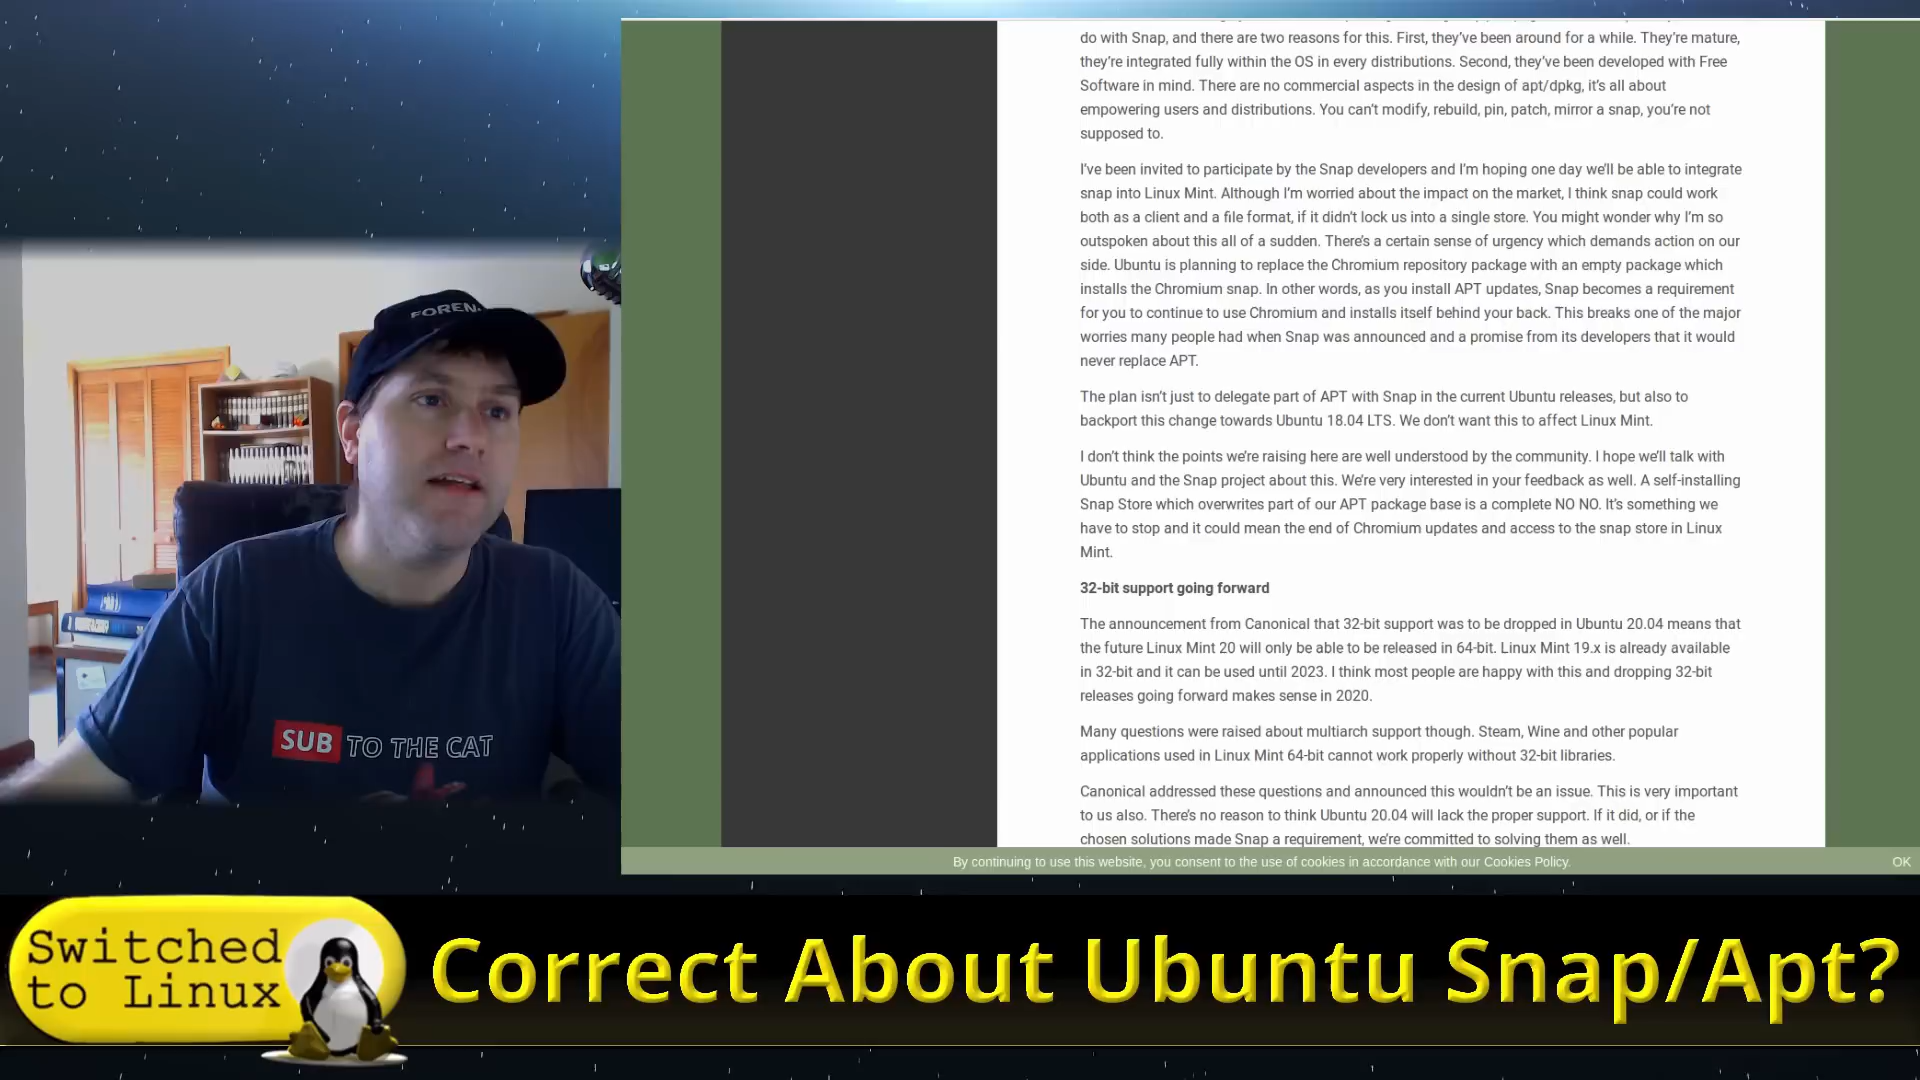 FOREN
SUB TO THE CAT
do with Snap, and there are two reasons for this. First, they’ve been around for a while. They’re mature,
they’re integrated fully within the OS in every distributions. Second, they’ve been developed with Free
Software in mind. There are no commercial aspects in the design of apt/dpkg, it’s all about
empowering users and distributions. You can’t modify, rebuild, pin, patch, mirror a snap, you’re not
supposed to.
I’ve been invited to participate by the Snap developers and I’m hoping one day we’ll be able to integrate
snap into Linux Mint. Although I’m worried about the impact on the market, I think snap could work
both as a client and a file format, if it didn’t lock us into a single store. You might wonder why I’m so
outspoken about this all of a sudden. There’s a certain sense of urgency which demands action on our
side. Ubuntu is planning to replace the Chromium repository package with an empty package which
installs the Chromium snap. In other words, as you install APT updates, Snap becomes a requirement
for you to continue to use Chromium and installs itself behind your back. This breaks one of the major
worries many people had when Snap was announced and a promise from its developers that it would
never replace APT.
The plan isn’t just to delegate part of APT with Snap in the current Ubuntu releases, but also to
backport this change towards Ubuntu 18.04 LTS. We don’t want this to affect Linux Mint.
I don’t think the points we’re raising here are well understood by the community. I hope we’ll talk with
Ubuntu and the Snap project about this. We’re very interested in your feedback as well. A self-installing
Snap Store which overwrites part of our APT package base is a complete NO NO. It’s something we
have to stop and it could mean the end of Chromium updates and access to the snap store in Linux
Mint.
32-bit support going forward
The announcement from Canonical that 32-bit support was to be dropped in Ubuntu 20.04 means that
the future Linux Mint 20 will only be able to be released in 64-bit. Linux Mint 19.x is already available
in 32-bit and it can be used until 2023. I think most people are happy with this and dropping 32-bit
releases going forward makes sense in 2020.
Many questions were raised about multiarch support though. Steam, Wine and other popular
applications used in Linux Mint 64-bit cannot work properly without 32-bit libraries.
Canonical addressed these questions and announced this wouldn’t be an issue. This is very important
to us also. There’s no reason to think Ubuntu 20.04 will lack the proper support. If it did, or if the
chosen solutions made Snap a requirement, we’re committed to solving them as well.
By continuing to use this website, you consent to the use of cookies in accordance with our Cookies Policy.
OK
Switched
to Linux
Correct About Ubuntu Snap/Apt?